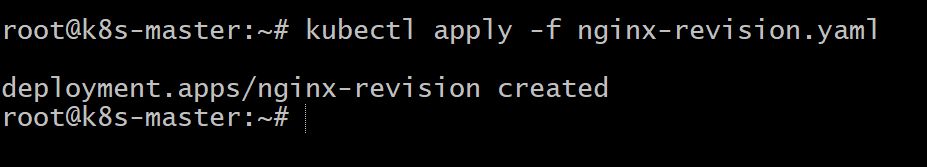 root@k8s-master:~# kubectl apply -f nginx-revision.yaml
deployment.apps/nginx-revision created
root@k8s-master:~#